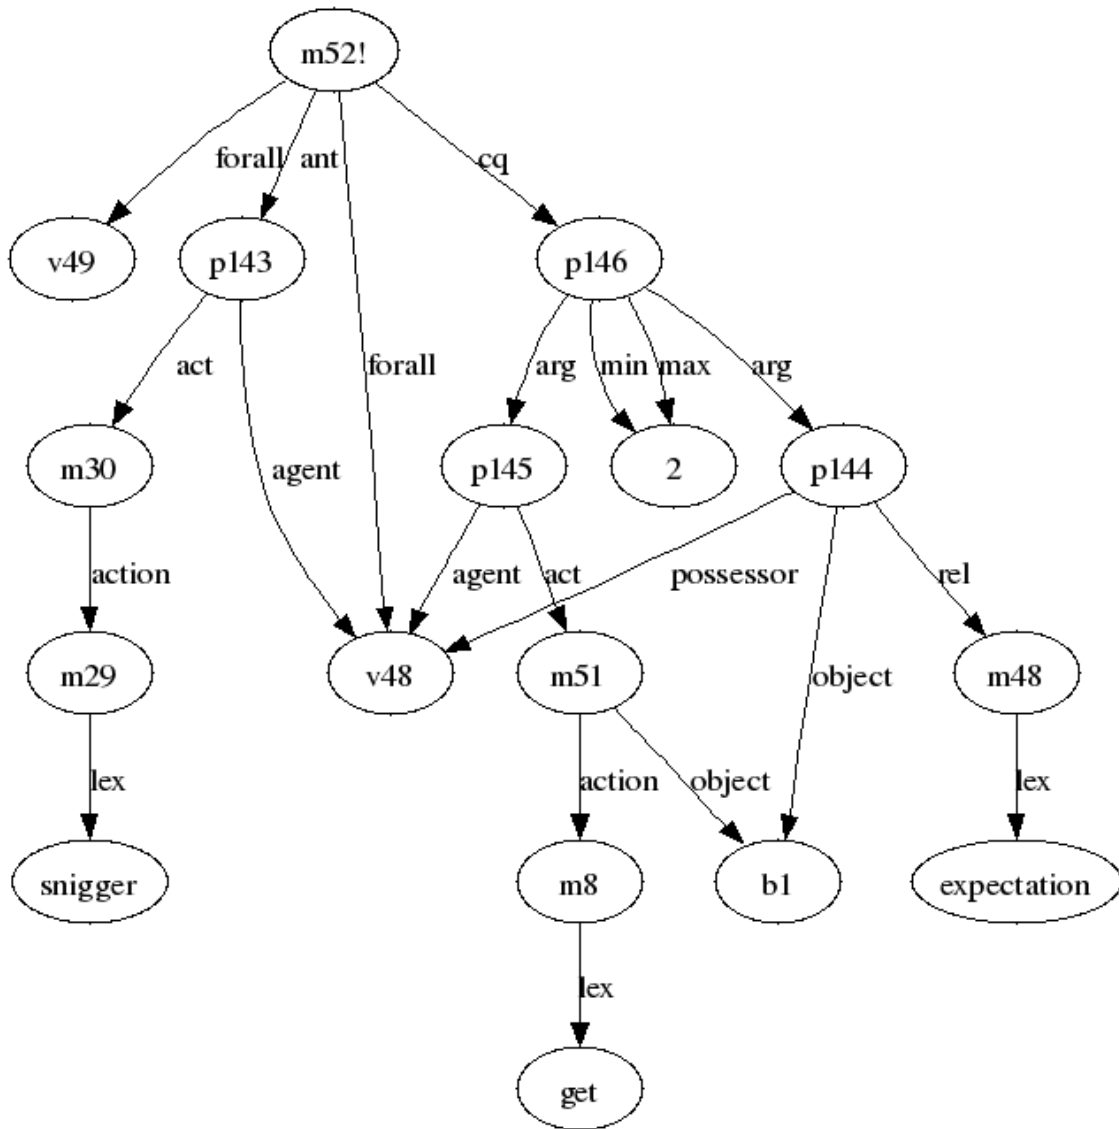 m52!
forall ant cq
v49 p143 p146
act forall arg min max arg
m30 agent p145 2 p144
action agent act possessor rel
m29 v48 m51 object m48
lex action object lex
snigger m8 b1 expectation
lex
get